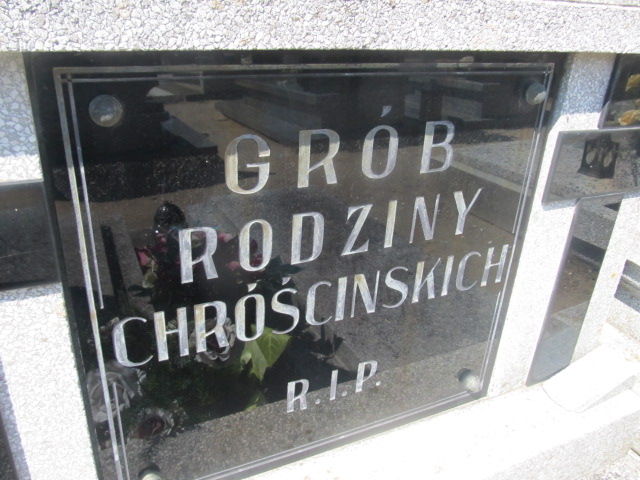 GRÓB
RODZINY
CHRÓŚCINSKICH
R.I.P.